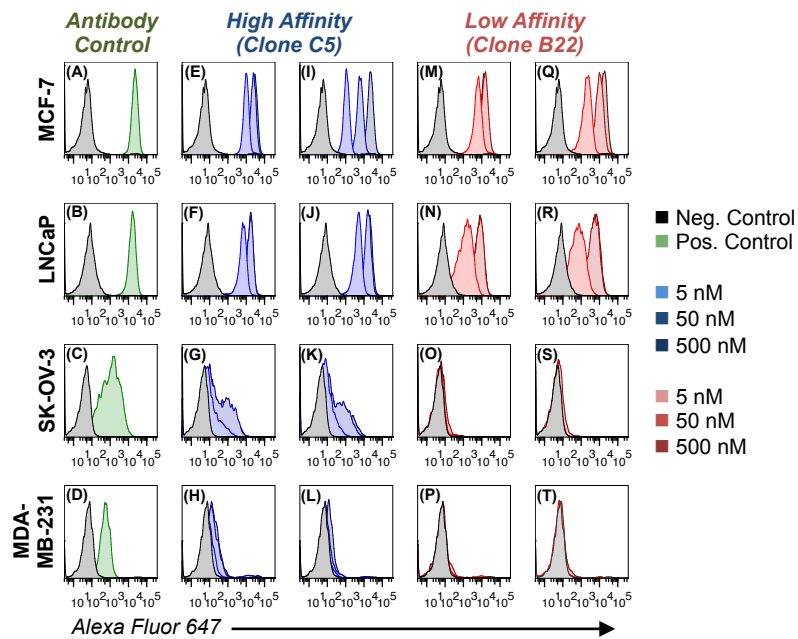 Antibody Control
High Affinity (Clone C5)
Low Affinity (Clone B22)
MCF-7
(A) (E) (I) (M) (Q)
10¹10²10³10⁴10⁵ 10¹10²10³10⁴10⁵ 10¹10²10³10⁴10⁵ 10¹10²10³10⁴10⁵ 10¹10²10³10⁴10⁵
LNCaP
(B) (F) (J) (N) (R)
10¹10²10³10⁴10⁵ 10¹10²10³10⁴10⁵ 10¹10²10³10⁴10⁵ 10¹10²10³10⁴10⁵ 10¹10²10³10⁴10⁵
SK-OV-3
(C) (G) (K) (O) (S)
10¹10²10³10⁴10⁵ 10¹10²10³10⁴10⁵ 10¹10²10³10⁴10⁵ 10¹10²10³10⁴10⁵ 10¹10²10³10⁴10⁵
MDA-
MB-231
(D) (H) (L) (P) (T)
10¹10²10³10⁴10⁵ 10¹10²10³10⁴10⁵ 10¹10²10³10⁴10⁵ 10¹10²10³10⁴10⁵ 10¹10²10³10⁴10⁵
Alexa Fluor 647
Neg. Control
Pos. Control
5 nM
50 nM
500 nM
5 nM
50 nM
500 nM